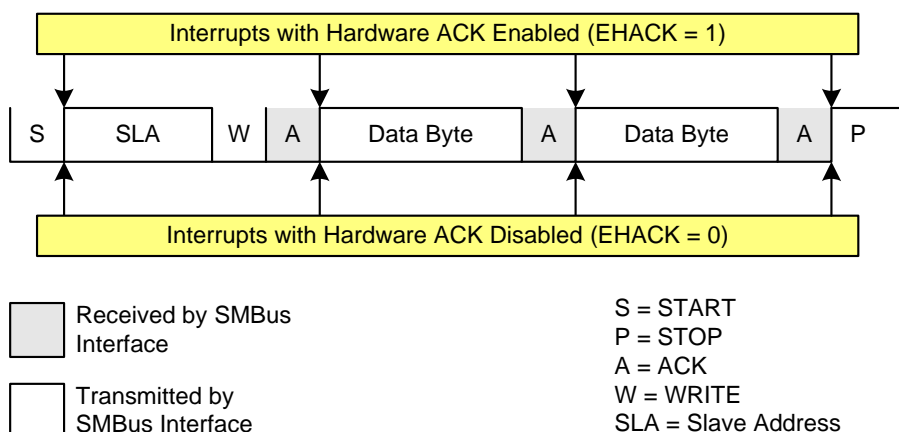 Interrupts with Hardware ACK Enabled (EHACK = 1)
S SLA W A Data Byte A Data Byte A P
Interrupts with Hardware ACK Disabled (EHACK = 0)
Received by SMBus
Interface
Transmitted by
SMBus Interface
S = START
P = STOP
A = ACK
W = WRITE
SLA = Slave Address